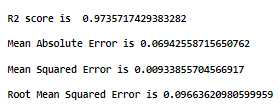 R2 score is  0.9735717429383282
Mean Absolute Error is 0.06942558715650762
Mean Squared Error is 0.00933855704566917
Root Mean Squared Error is 0.09663620980599959